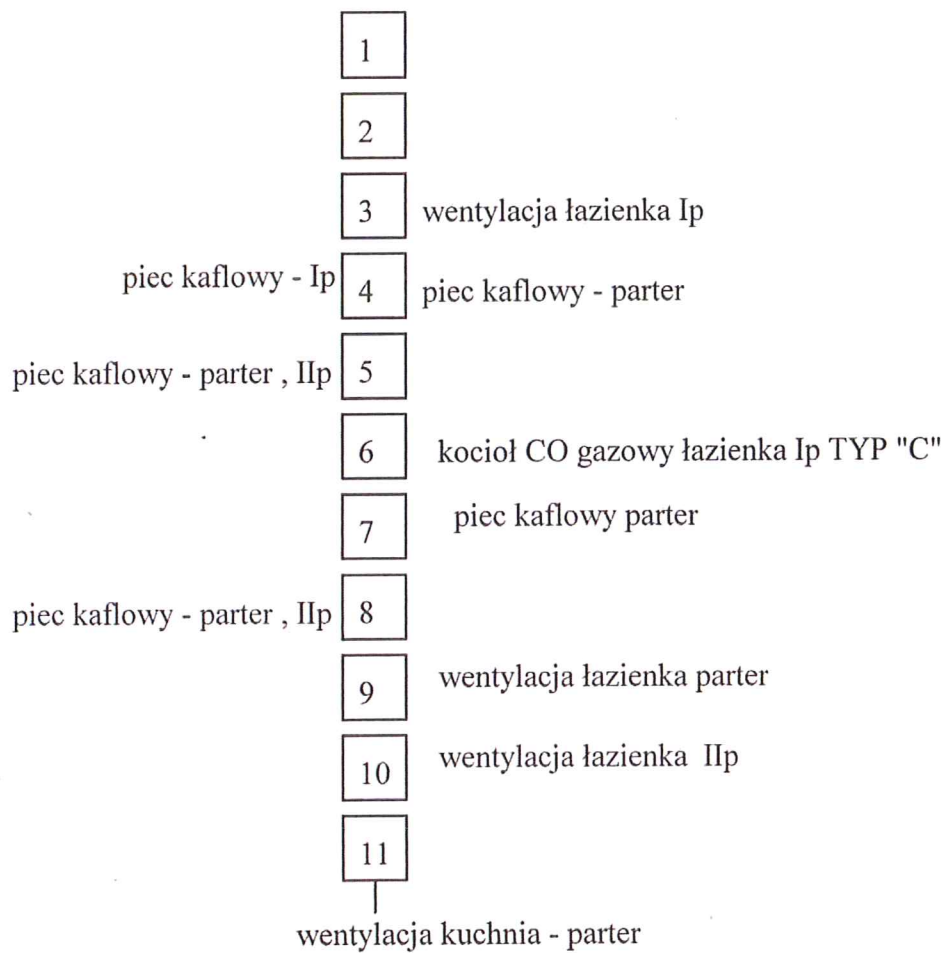 1
2
3 wentylacja łazienka Ip
piec kaflowy - Ip 4 piec kaflowy - parter
piec kaflowy - parter , IIp 5
6 kocioł CO gazowy łazienka Ip TYP "C"
7 piec kaflowy parter
piec kaflowy - parter , IIp 8
9 wentylacja łazienka parter
10 wentylacja łazienka IIp
11
wentylacja kuchnia - parter